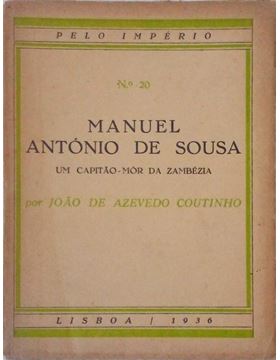 PELO IMPÉRIO
N.º 20
MANUEL
ANTÓNIO DE SOUSA
UM CAPITÃO-MÓR DA ZAMBÉZIA
por JOÃO DE AZEVEDO COUTINHO
LISBOA / 1936